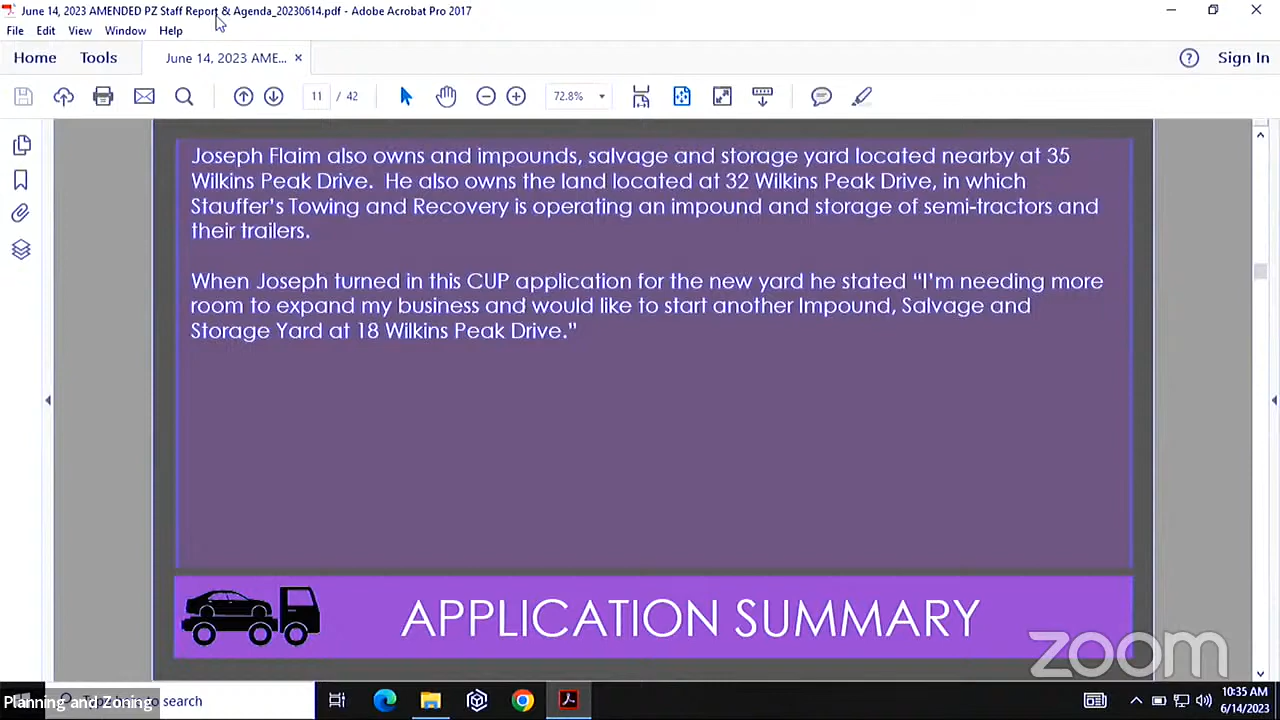 June 14, 2023 AMENDED PZ Staff Report & Agenda_20230614.pdf - Adobe Acrobat Pro 2017
File Edit View Window Help
Home Tools June 14, 2023 AME... × Sign In
11 / 42 72.8%
Joseph Flaim also owns and impounds, salvage and storage yard located nearby at 35
Wilkins Peak Drive. He also owns the land located at 32 Wilkins Peak Drive, in which
Stauffer's Towing and Recovery is operating an impound and storage of semi-tractors and
their trailers.
When Joseph turned in this CUP application for the new yard he stated “I’m needing more
room to expand my business and would like to start another Impound, Salvage and
Storage Yard at 18 Wilkins Peak Drive.”
APPLICATION SUMMARY
zoom
Planning and Zoning to search
10:35 AM
6/14/2023